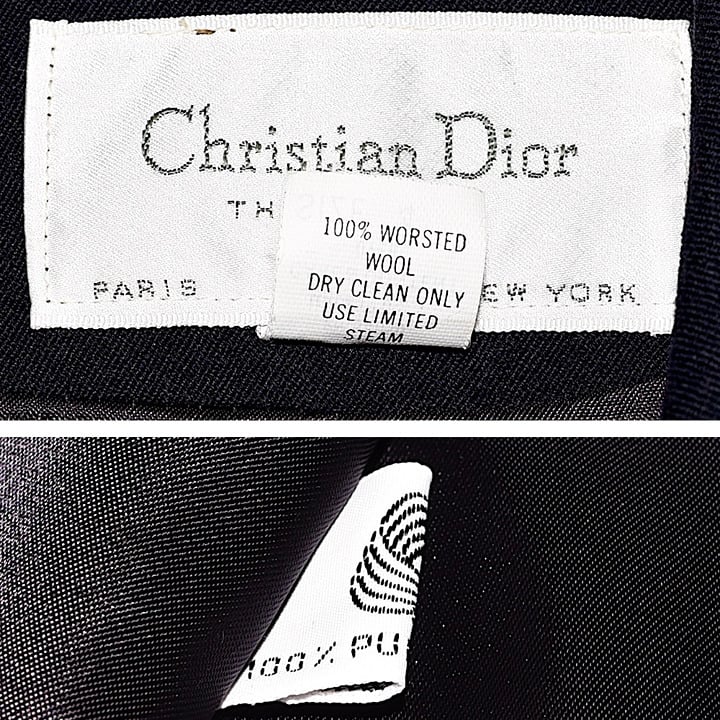 Christian Dior
TH
100% WORSTED
WOOL
PARIS
DRY CLEAN ONLY
EW YORK
USE LIMITED
STEAM
100% PU